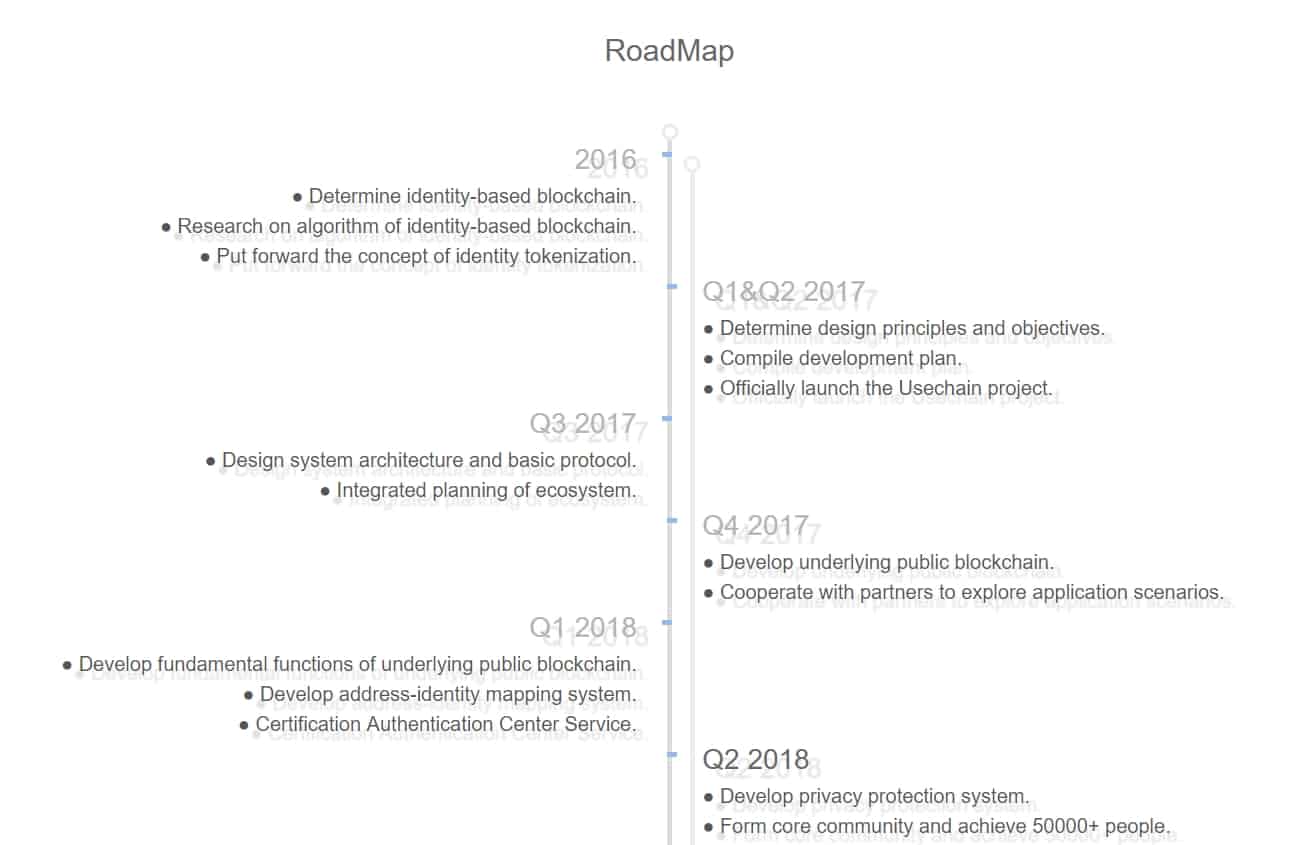 RoadMap
2016
● Determine identity-based blockchain.
● Research on algorithm of identity-based blockchain.
● Put forward the concept of identity tokenization.
Q1&Q2 2017
● Determine design principles and objectives.
● Compile development plan.
● Officially launch the Usechain project.
Q3 2017
● Design system architecture and basic protocol.
● Integrated planning of ecosystem.
Q4 2017
● Develop underlying public blockchain.
● Cooperate with partners to explore application scenarios.
Q1 2018
● Develop fundamental functions of underlying public blockchain.
● Develop address-identity mapping system.
● Certification Authentication Center Service.
Q2 2018
● Develop privacy protection system.
● Form core community and achieve 50000+ people.